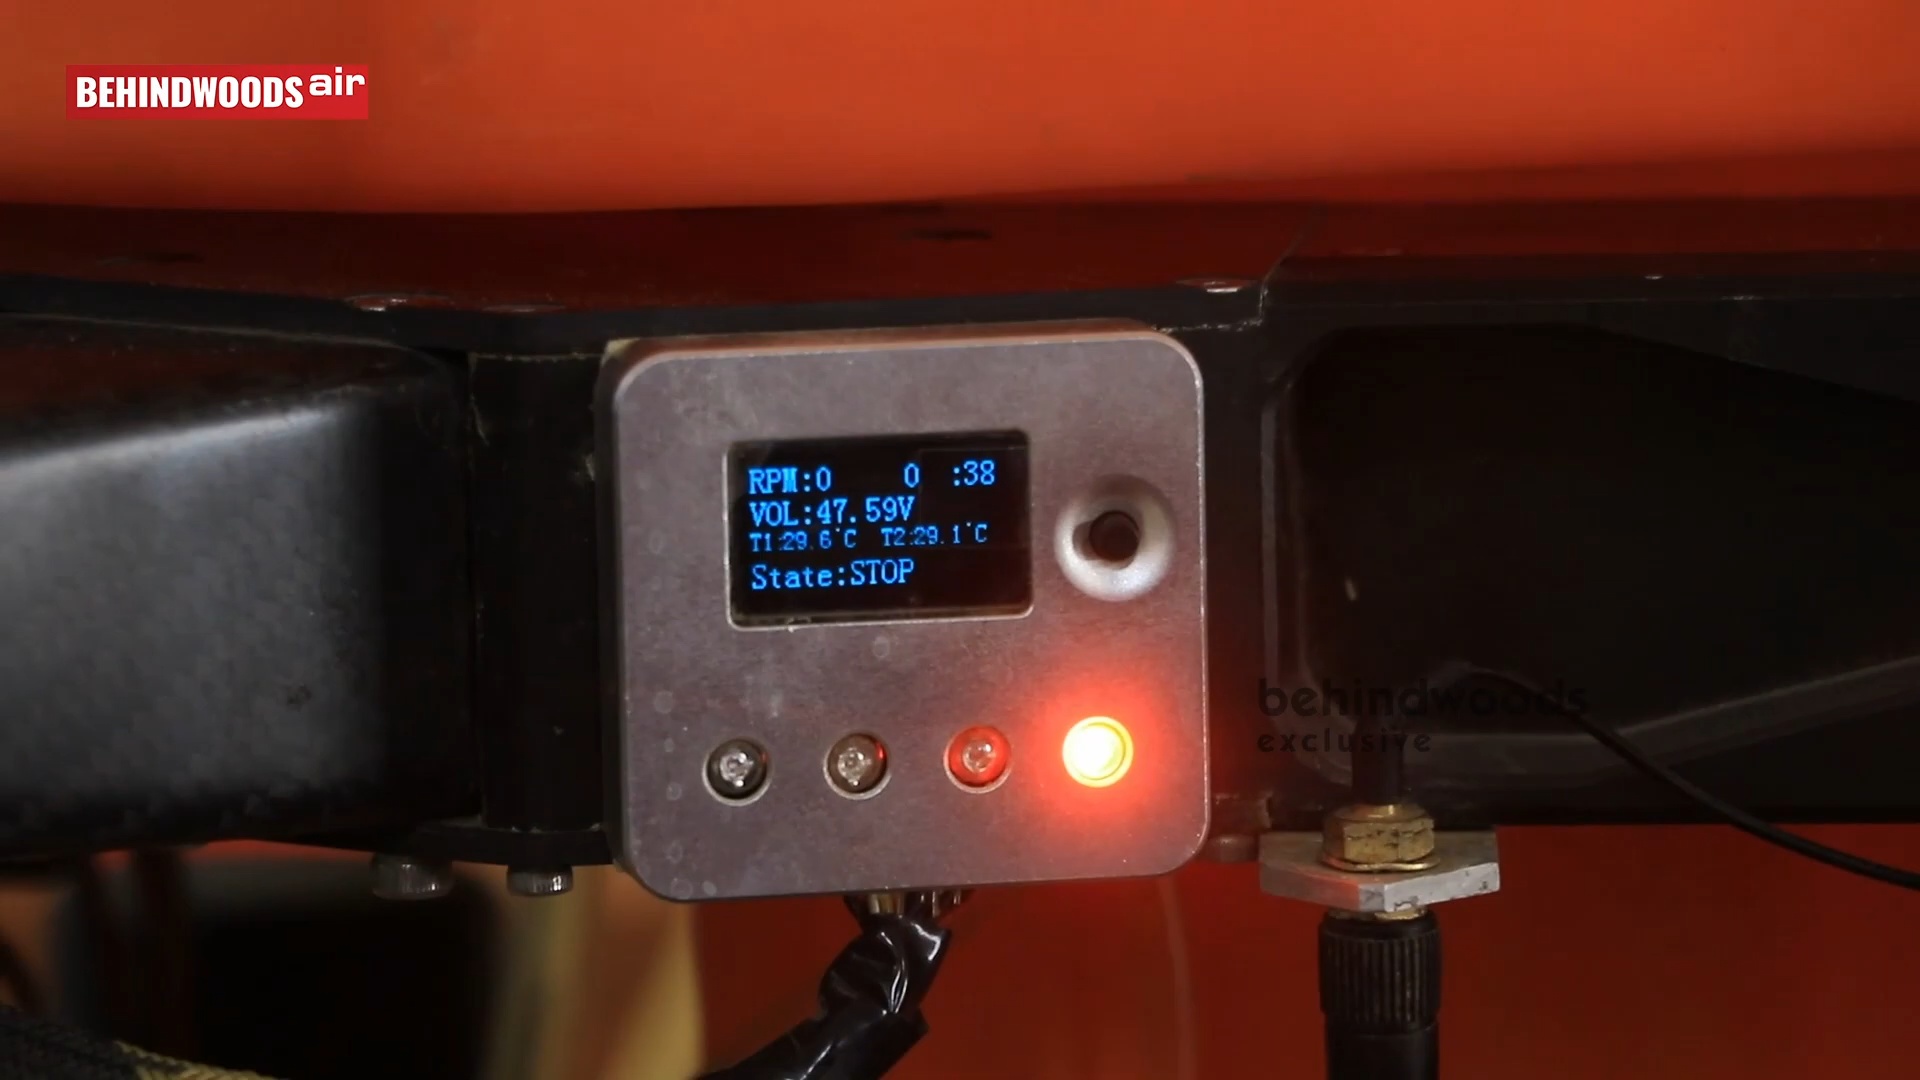 BEHINDWOODS air
RPM:0 0 :38
VOL:47.59V
T1:29.6°C T2:29.1°C
State:STOP
behindwoods
exclusive